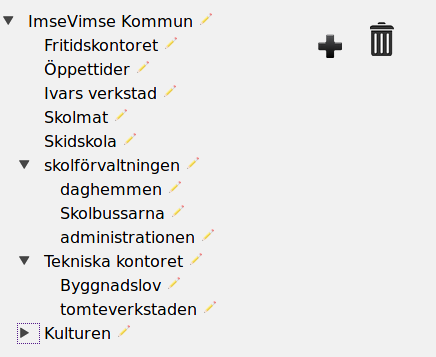 ImseVimse Kommun
Fritidskontoret
Öppettider
Ivars verkstad
Skolmat
Skidskola
skolförvaltningen
daghemmen
Skolbussarna
administrationen
Tekniska kontoret
Byggnadslov
tomteverkstaden
Kulturen